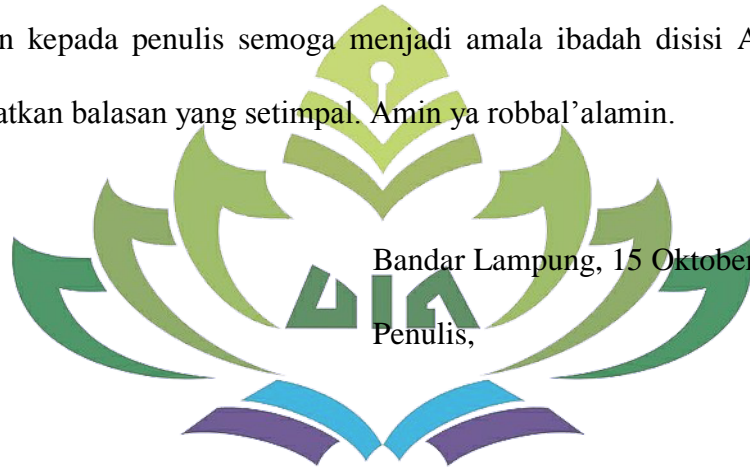 n kepada penulis semoga menjadi amala ibadah disisi A
atkan balasan yang setimpal. Amin ya robbal’alamin.
Bandar Lampung, 15 Oktober
UIN
Penulis,